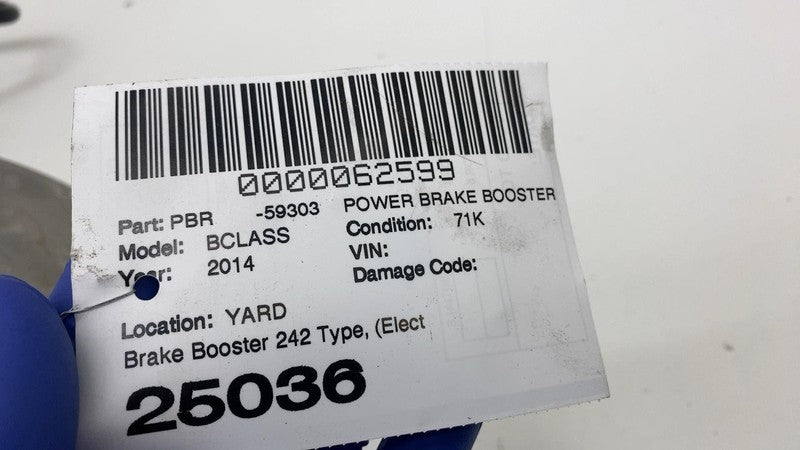 0000062599
Part: PBR -59303 POWER BRAKE BOOSTER
Model: BCLASS Condition: 71K
Year: 2014 VIN:
Damage Code:
Location: YARD
Brake Booster 242 Type, (Elect
25036